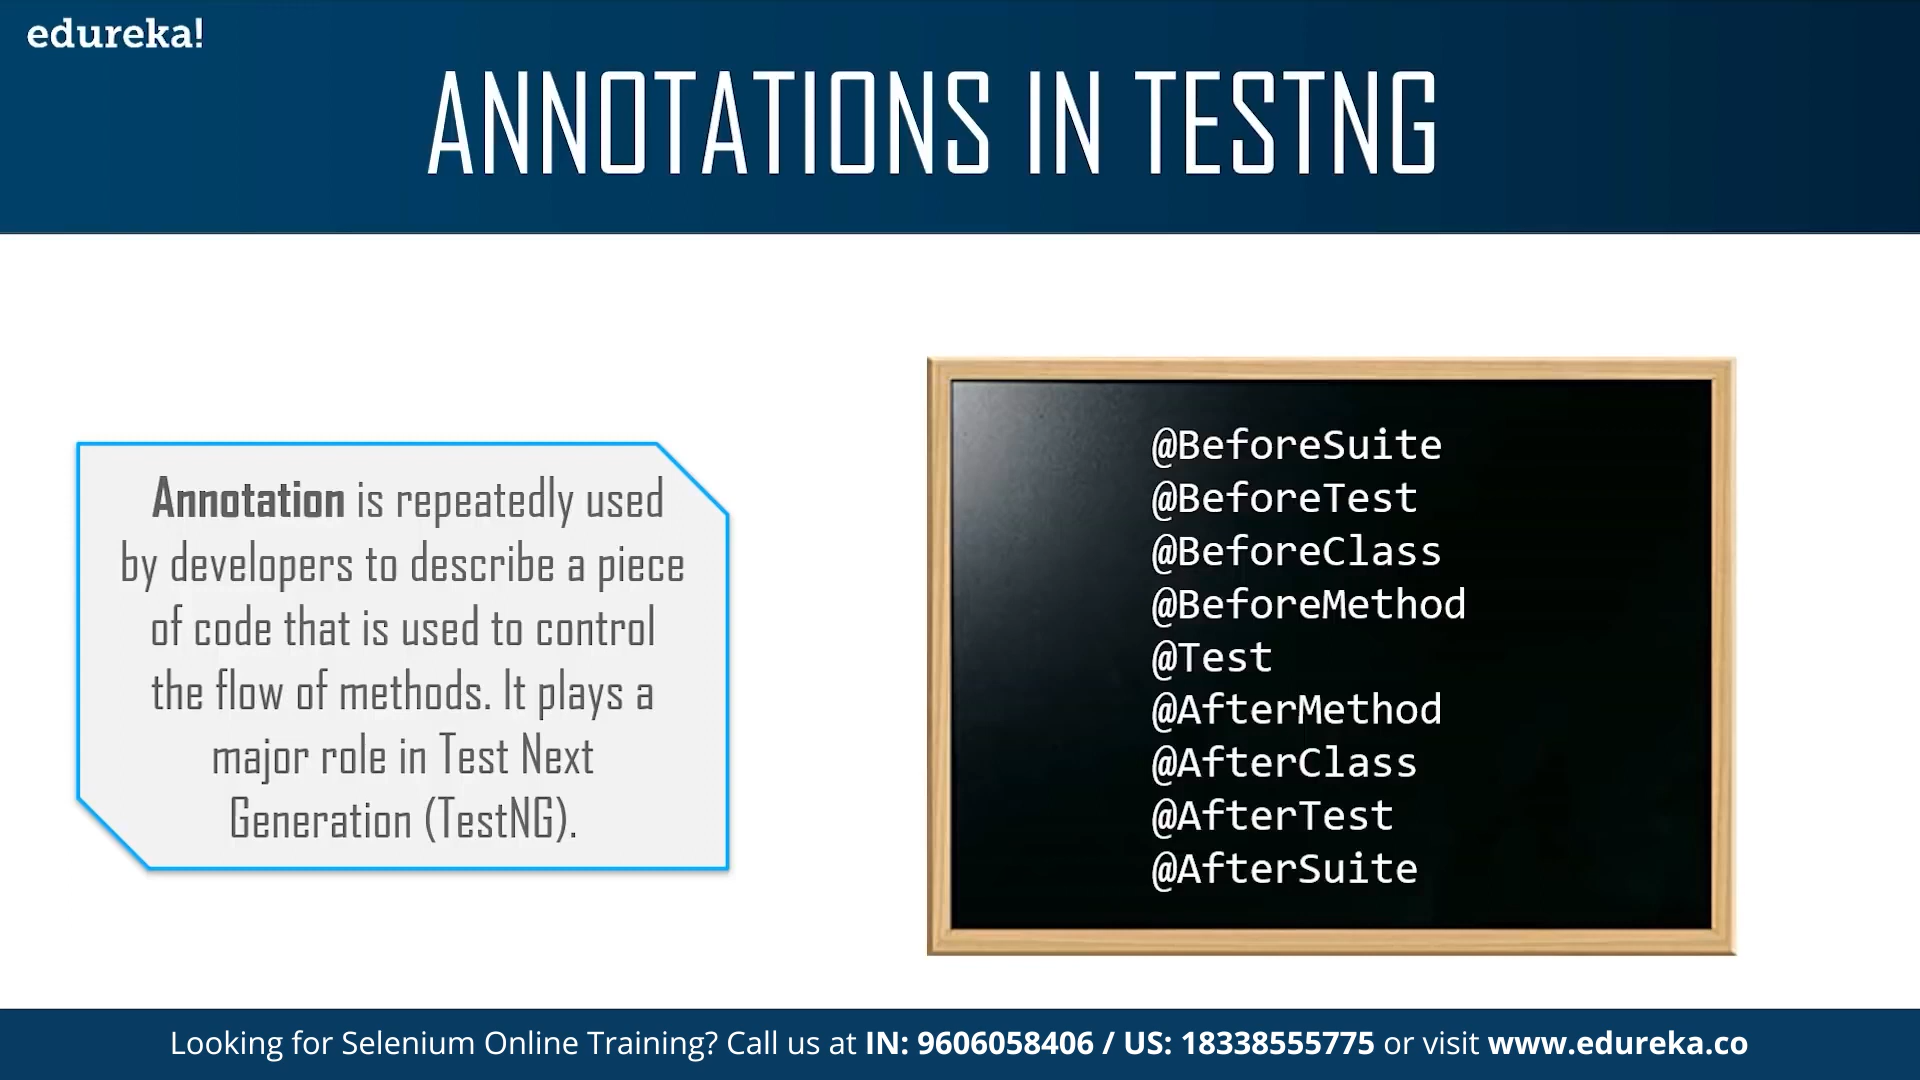 edureka!
ANNOTATIONS IN TESTNG
Annotation is repeatedly used
by developers to describe a piece
of code that is used to control
the flow of methods. It plays a
major role in Test Next
Generation (TestNG).
@BeforeSuite
@BeforeTest
@BeforeClass
@BeforeMethod
@Test
@AfterMethod
@AfterClass
@AfterTest
@AfterSuite
Looking for Selenium Online Training? Call us at IN: 9606058406 / US: 18338555775 or visit www.edureka.co